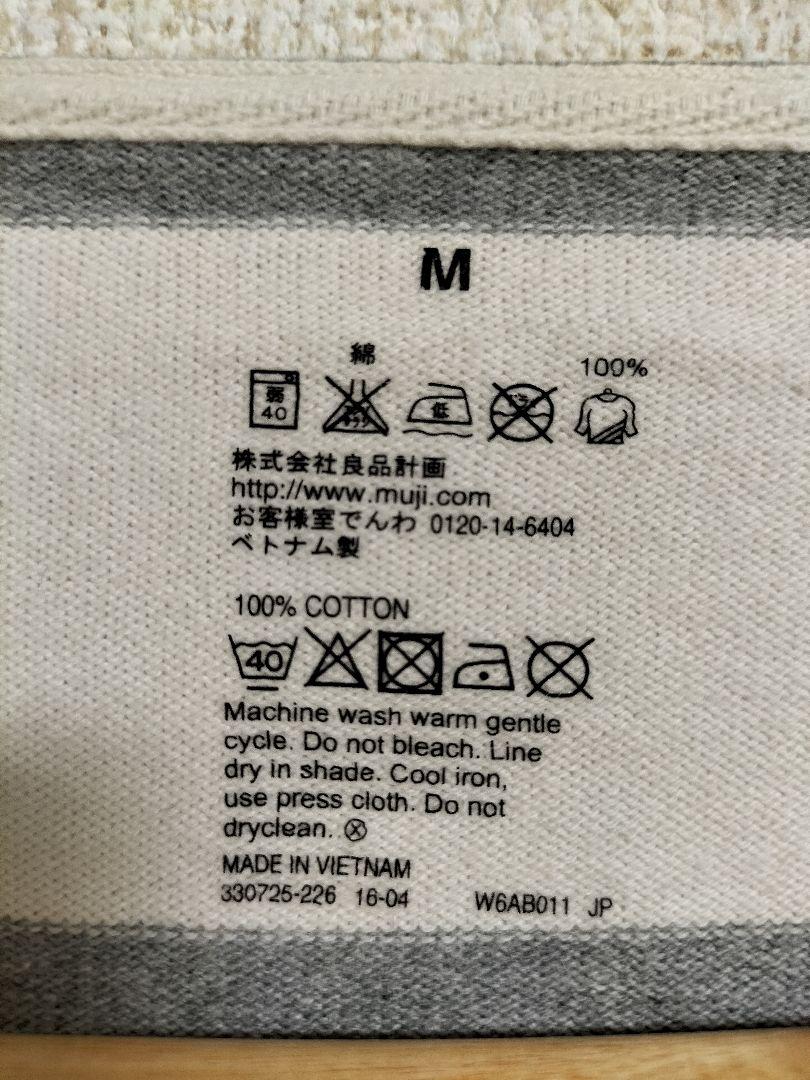 M
綿 100%
弱 40 低
株式会社良品計画
http://www.muji.com
お客様室でんわ 0120-14-6404
ベトナム製
100% COTTON
40
Machine wash warm gentle
cycle. Do not bleach. Line
dry in shade. Cool iron,
use press cloth. Do not
dryclean. Ⓧ
MADE IN VIETNAM
330725-226 16-04 W6AB011 JP